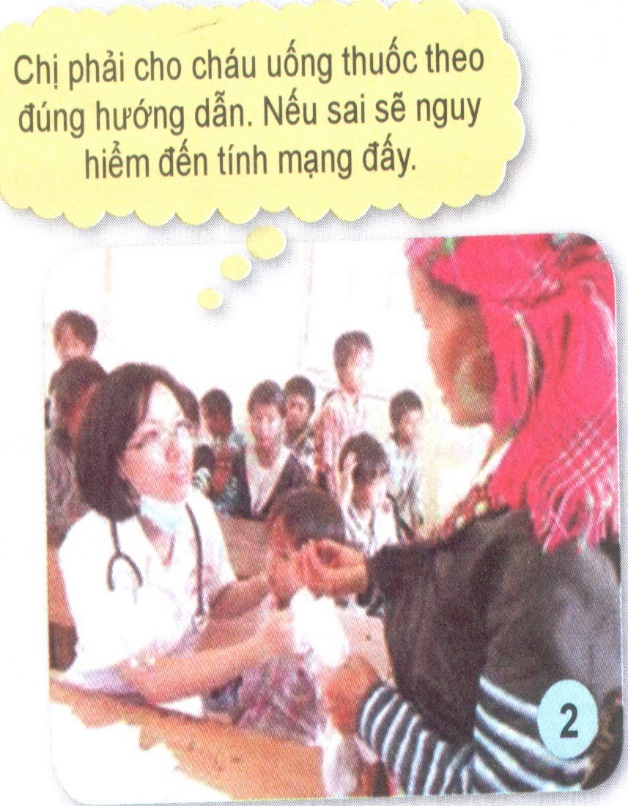 Chị phải cho cháu uống thuốc theo
đúng hướng dẫn. Nếu sai sẽ nguy
hiểm đến tính mạng đấy.
2